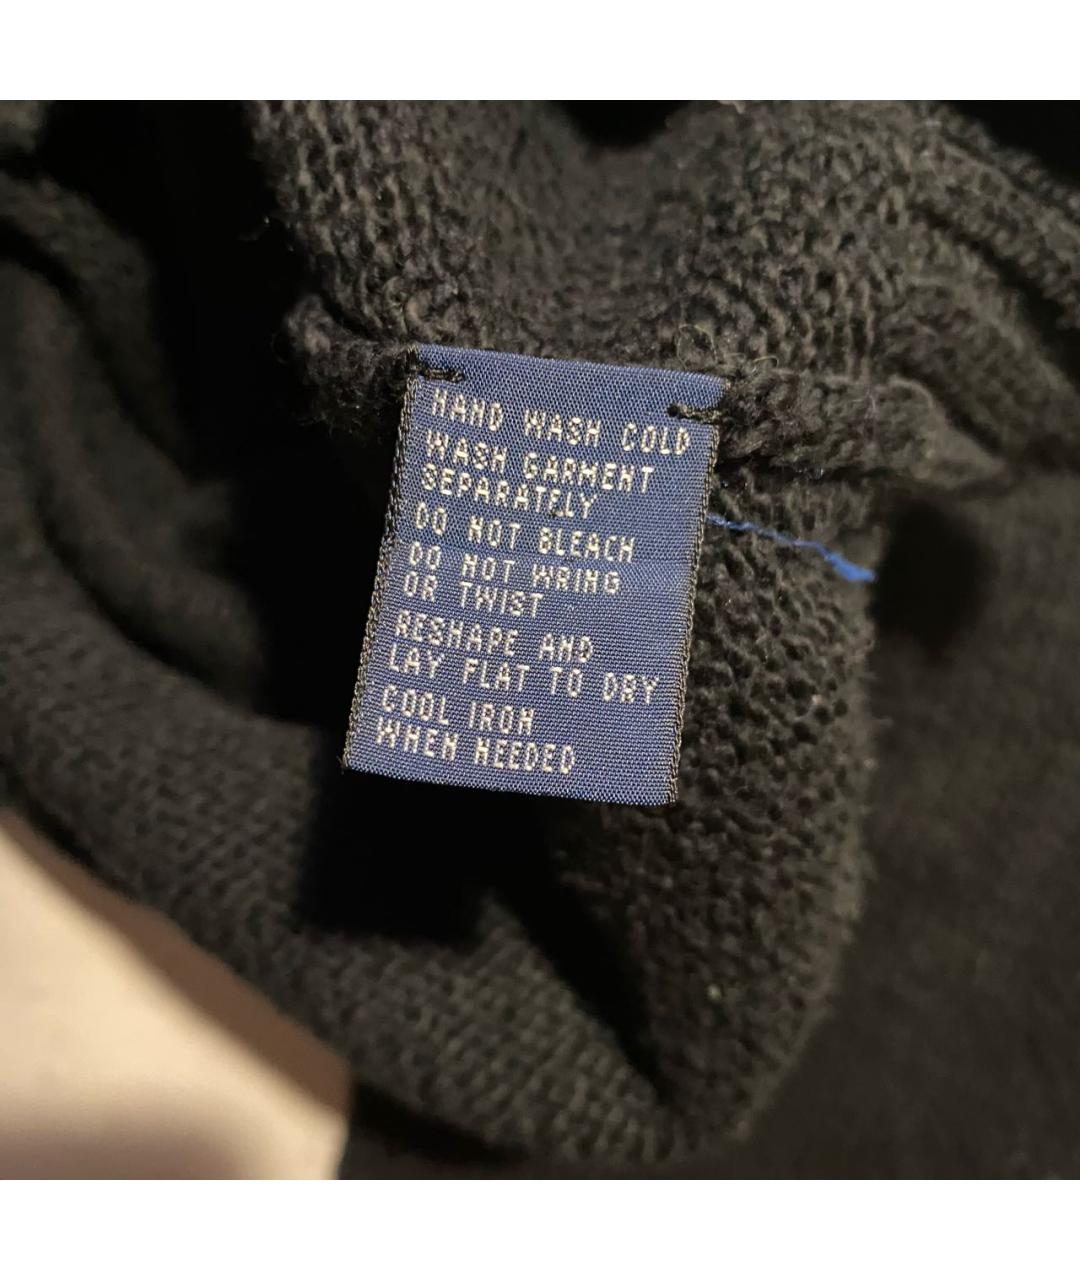 HAND WASH COLD
WASH GARMENT
SEPARATELY
DO NOT BLEACH
DO NOT WRING
OR TWIST
RESHAPE AND
LAY FLAT TO DRY
COOL IRON
WHEN NEEDED